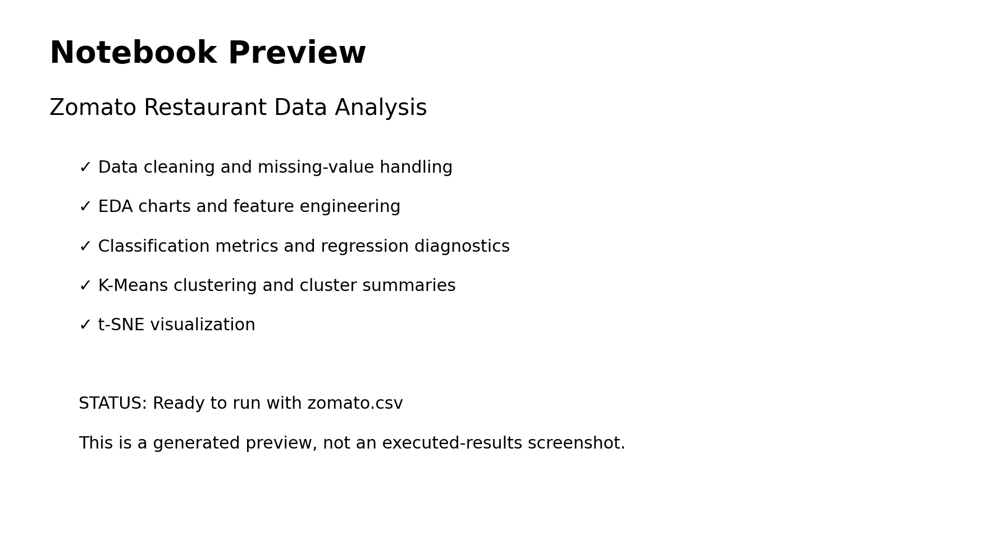 Notebook Preview
Zomato Restaurant Data Analysis
✓ Data cleaning and missing-value handling
✓ EDA charts and feature engineering
✓ Classification metrics and regression diagnostics
✓ K-Means clustering and cluster summaries
✓ t-SNE visualization
STATUS: Ready to run with zomato.csv
This is a generated preview, not an executed-results screenshot.